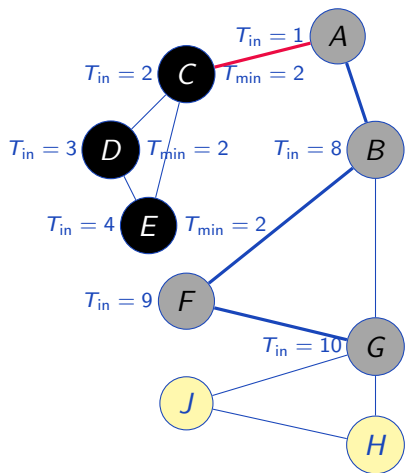 T_in = 1 A
T_in = 2 C T_min = 2
T_in = 3 D T_min = 2
T_in = 8 B
T_in = 4 E T_min = 2
T_in = 9 F
T_in = 10 G
J
H